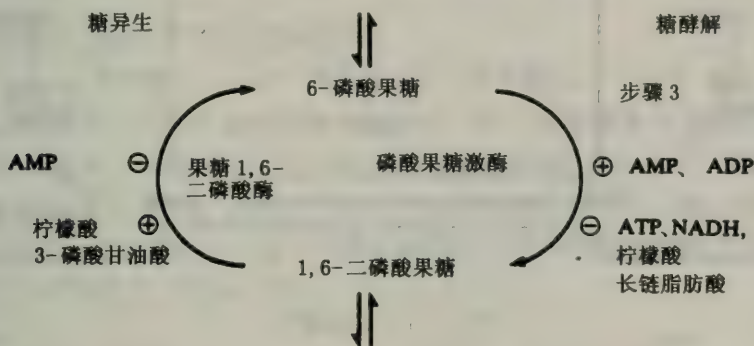 糖异生
糖酵解
6-磷酸果糖
步骤 3
AMP ⊖
果糖 1,6-
二磷酸酶
磷酸果糖激酶
⊕ AMP、ADP
柠檬酸 ⊕
3-磷酸甘油酸
⊖ ATP、NADH,
柠檬酸
长链脂肪酸
1,6-二磷酸果糖